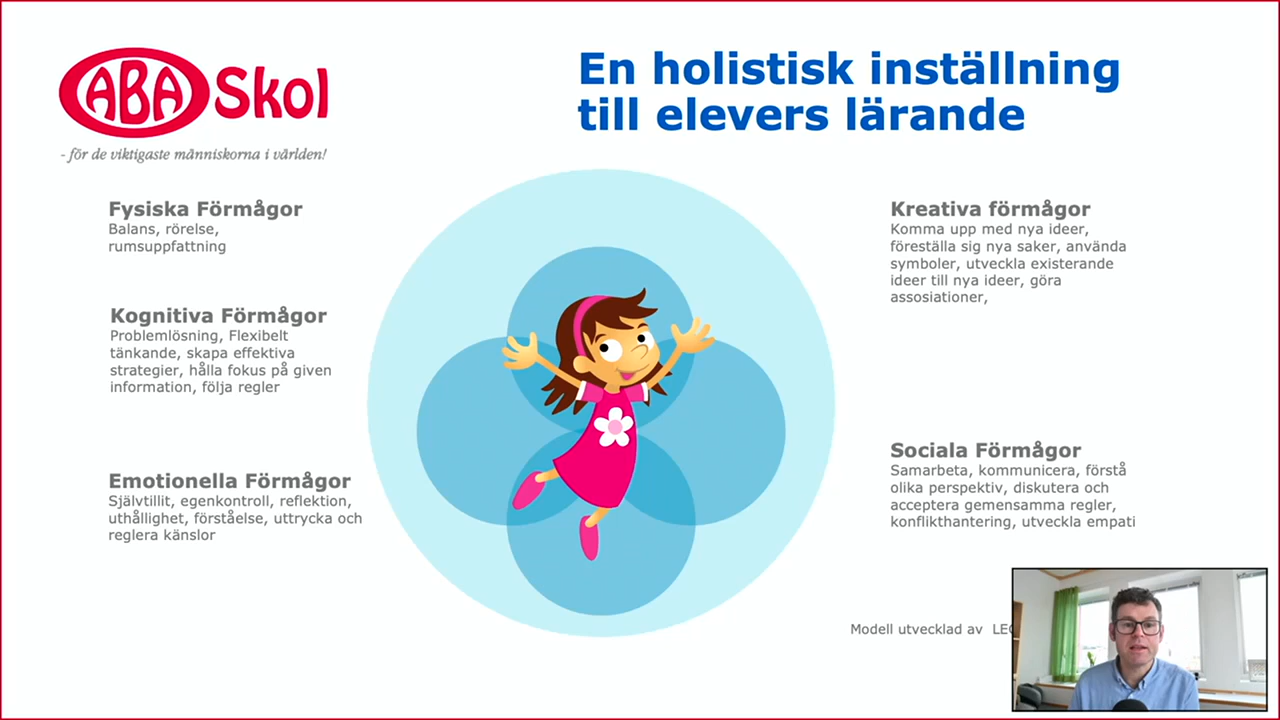 ABA Skol
- för de viktigaste människorna i världen!
En holistisk inställning
till elevers lärande
Fysiska Förmågor
Balans, rörelse,
rumsuppfattning
Kognitiva Förmågor
Problemlösning, Flexibelt
tänkande, skapa effektiva
strategier, hålla fokus på given
information, följa regler
Emotionella Förmågor
Självtillit, egenkontroll, reflektion,
uthållighet, förståelse, uttrycka och
reglera känslor
Kreativa förmågor
Komma upp med nya ideer,
föreställa sig nya saker, använda
symboler, utveckla existerande
ideer till nya ideer, göra
assosiationer,
Sociala Förmågor
Samarbeta, kommunicera, förstå
olika perspektiv, diskutera och
acceptera gemensamma regler,
konflikthantering, utveckla empati
Modell utvecklad av